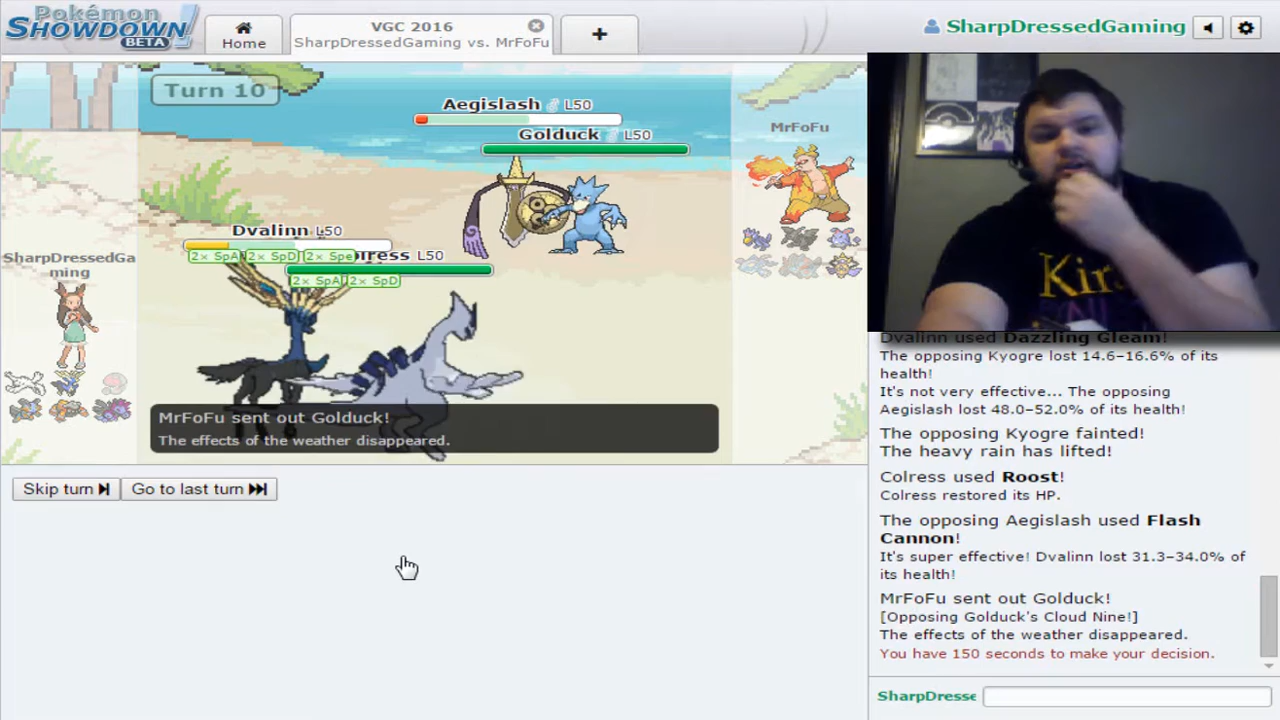 Pokémon
SHOWDOWN!
BETA
Home
VGC 2016
SharpDressedGaming vs. MrFoFu
+
SharpDressedGaming
Turn 10
Aegislash ♂ L50
Golduck ♂ L50
MrFoFu
Dvalinn L50
2× SpA 2× SpD 2× Spe
olress L50
2× SpA 2× SpD
SharpDressedGa
ming
MrFoFu sent out Golduck!
The effects of the weather disappeared.
Skip turn
Go to last turn
Dvalinn used Dazzling Gleam!
The opposing Kyogre lost 14.6–16.6% of its
health!
It's not very effective... The opposing
Aegislash lost 48.0–52.0% of its health!
The opposing Kyogre fainted!
The heavy rain has lifted!
Colress used Roost!
Colress restored its HP.
The opposing Aegislash used Flash
Cannon!
It's super effective! Dvalinn lost 31.3–34.0% of
its health!
MrFoFu sent out Golduck!
[Opposing Golduck's Cloud Nine!]
The effects of the weather disappeared.
You have 150 seconds to make your decision.
SharpDresse